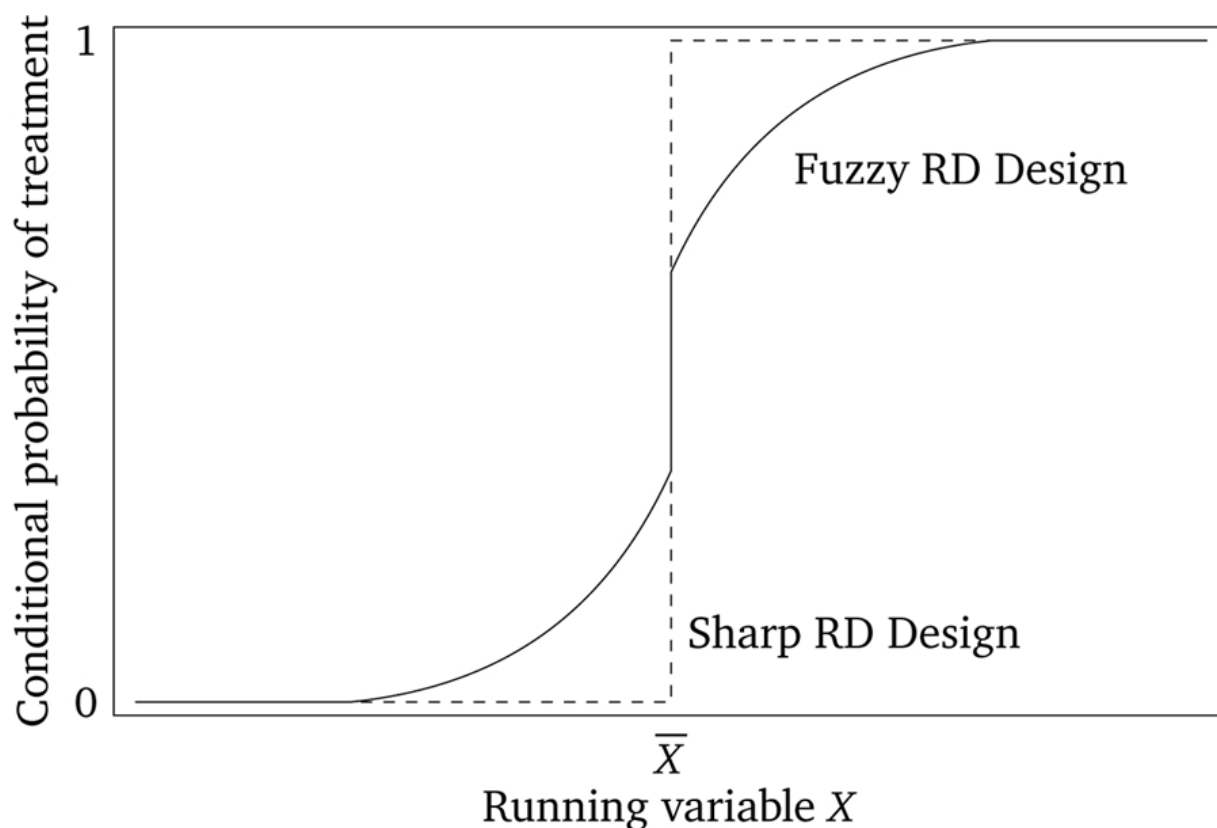 Conditional probability of treatment
1
0
Fuzzy RD Design
Sharp RD Design
X̅
Running variable X